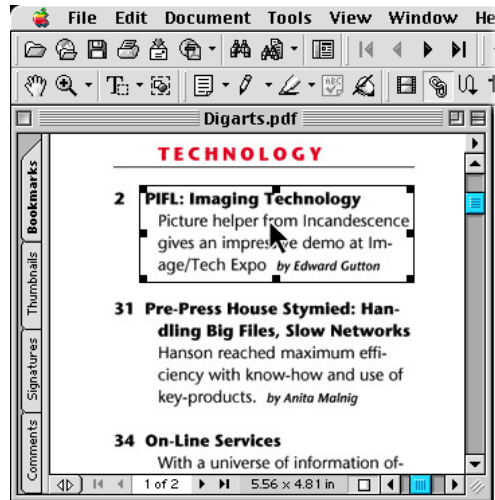 File Edit Document Tools View Window He
Digarts.pdf
Bookmarks
Thumbnails
Signatures
Comments
TECHNOLOGY
2 PIFL: Imaging Technology
Picture helper from Incandescence
gives an impressive demo at Im-
age/Tech Expo by Edward Gutton
31 Pre-Press House Stymied: Han-
dling Big Files, Slow Networks
Hanson reached maximum effi-
ciency with know-how and use of
key-products. by Anita Malnig
34 On-Line Services
With a universe of information of-
1 of 2 5.56 x 4.81 in